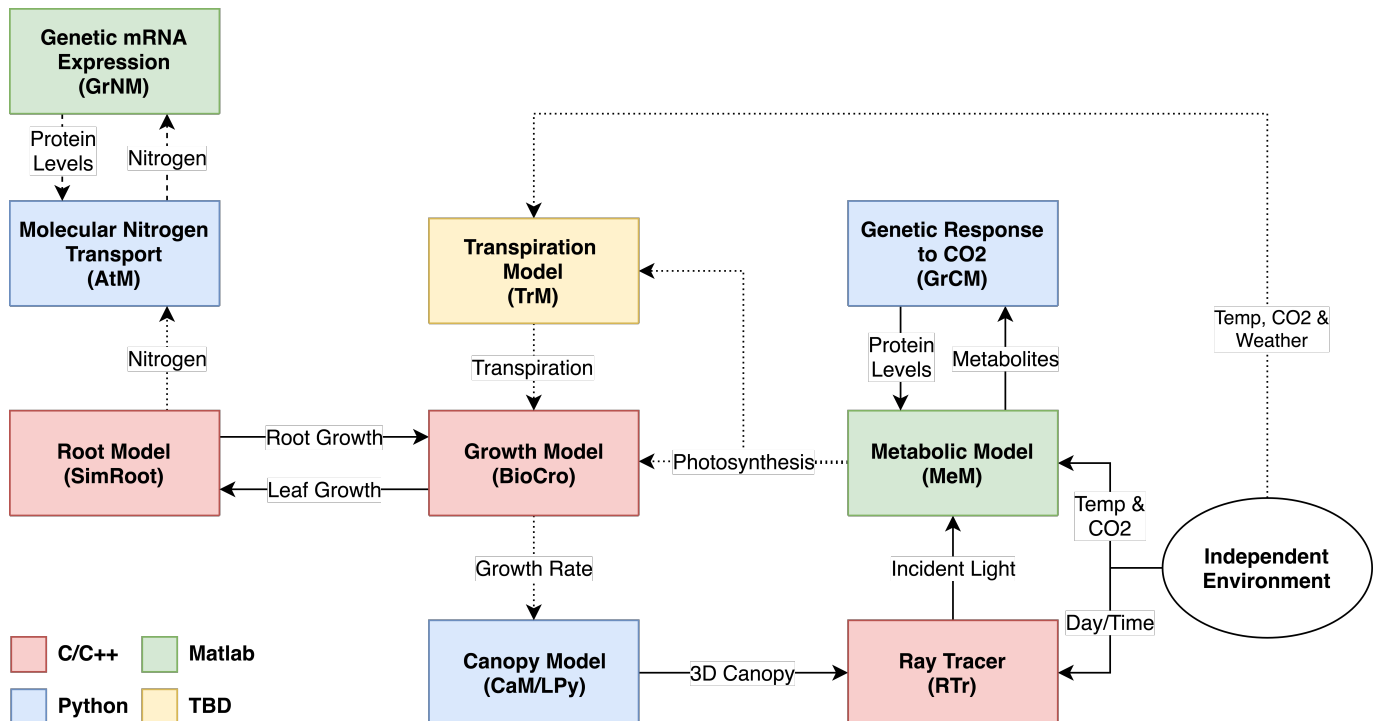 Genetic mRNA
Expression
(GrNM)
Protein
Levels
Nitrogen
Molecular Nitrogen
Transport
(AtM)
Transpiration
Model
(TrM)
Genetic Response
to CO2
(GrCM)
Temp, CO2 &
Weather
Nitrogen
Transpiration
Protein
Levels
Metabolites
Root Model
(SimRoot)
Root Growth
Leaf Growth
Growth Model
(BioCro)
Photosynthesis
Metabolic Model
(MeM)
Temp &
CO2
Independent
Environment
Growth Rate
Incident Light
Day/Time
Canopy Model
(CaM/LPy)
3D Canopy
Ray Tracer
(RTr)
C/C++
Matlab
Python
TBD